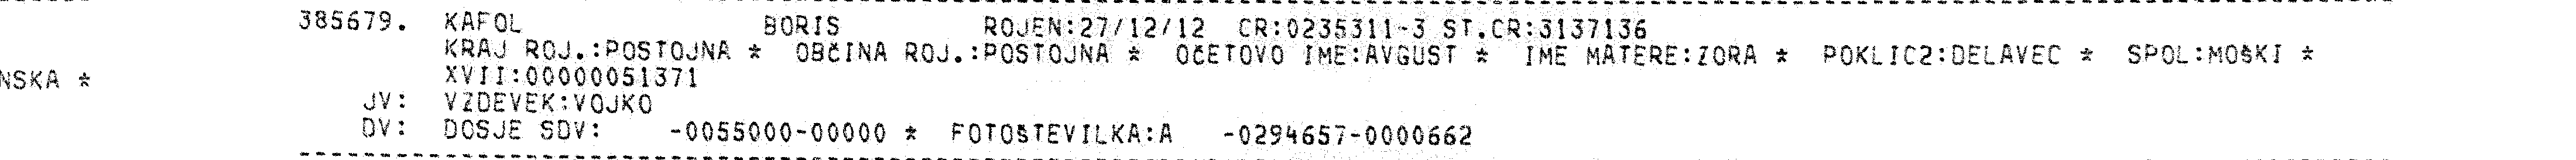 385679. KAFOL BORIS ROJEN:27/12/12 CR:0235311-3 ST.CR:3137136
KRAJ ROJ.:POSTOJNA * OBČINA ROJ.:POSTOJNA * OČETOVO IME:AVGUST * IME MATERE:ZORA * POKLIC2:DELAVEC * SPOL:MOŠKI *
NSKA * XVII:00000051371
JV: VZDEVEK:VOJKO
DV: DOSJE SDV: -0055000-00000 * FOTOŠTEVILKA:A -0294657-0000662